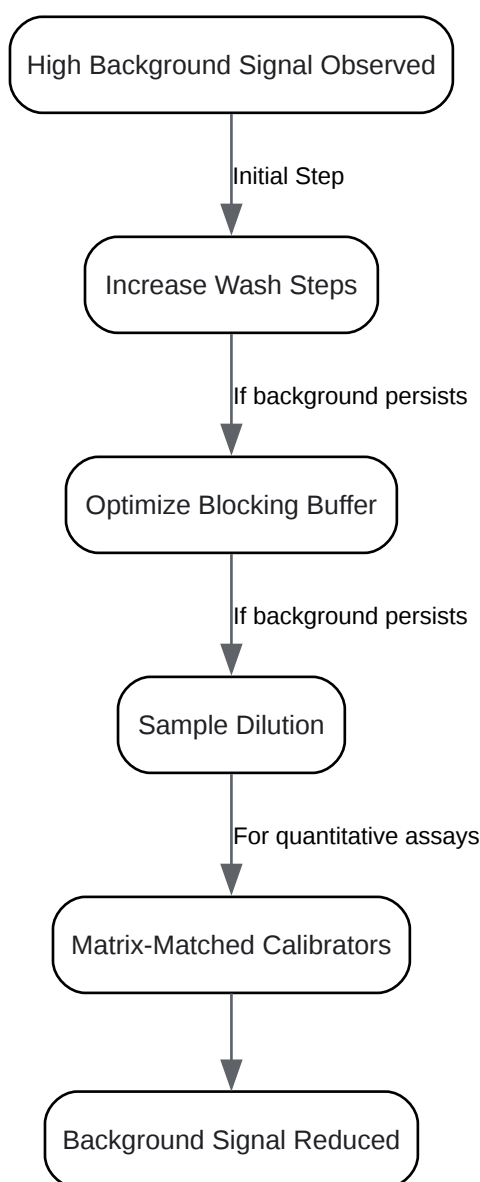 High Background Signal Observed
Initial Step
Increase Wash Steps
If background persists
Optimize Blocking Buffer
If background persists
Sample Dilution
For quantitative assays
Matrix-Matched Calibrators
Background Signal Reduced